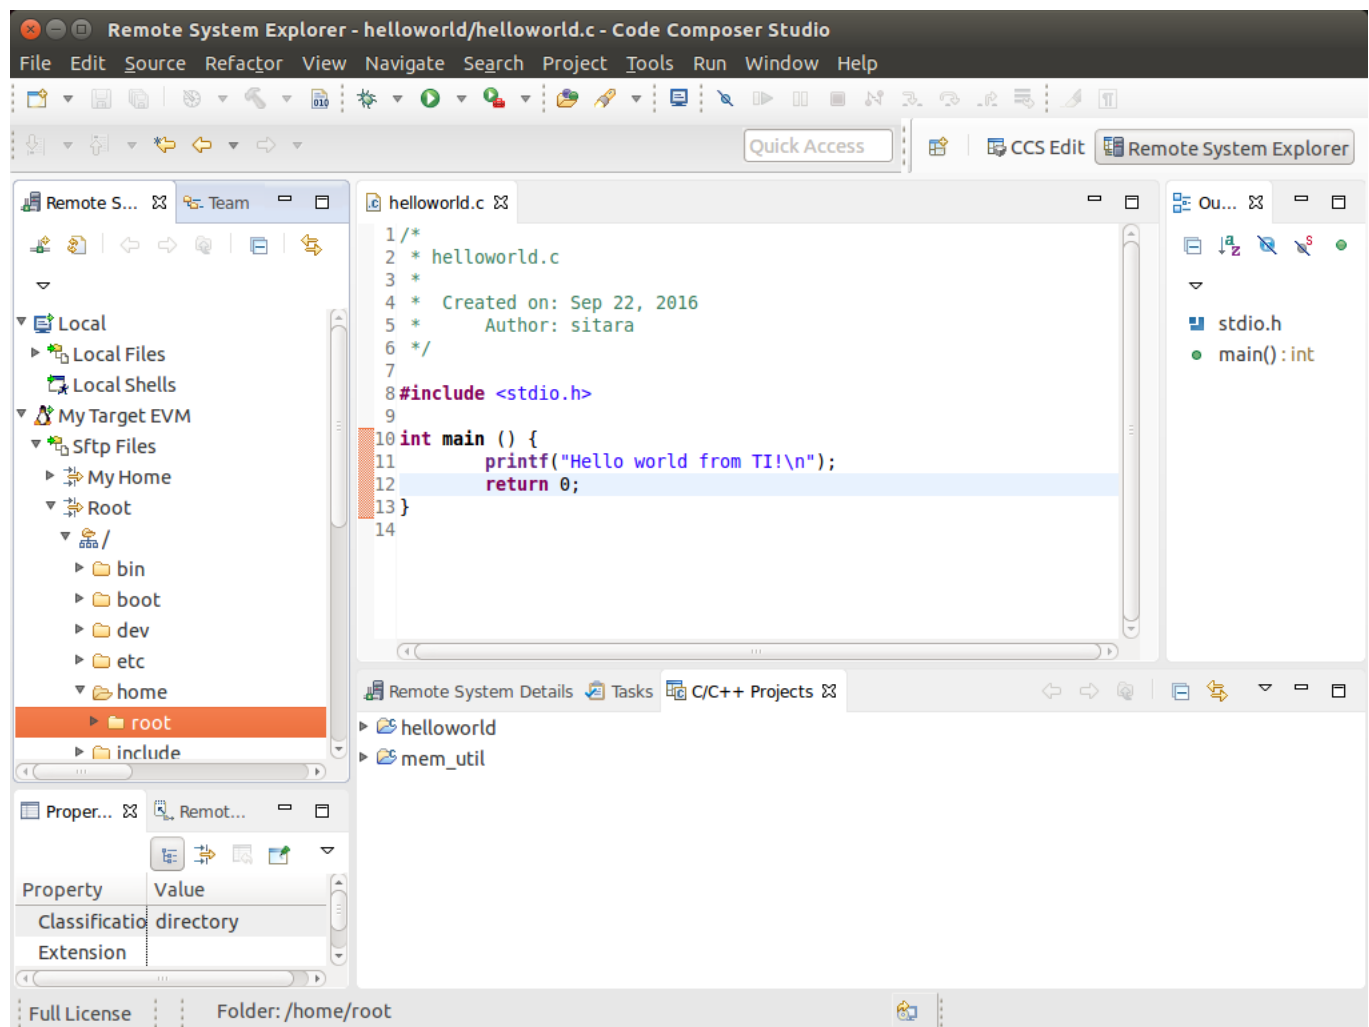 Remote System Explorer - helloworld/helloworld.c - Code Composer Studio
File Edit Source Refactor View Navigate Search Project Tools Run Window Help
010
Quick Access
CCS Edit
Remote System Explorer
Remote S...
Team
Local
Local Files
Local Shells
My Target EVM
Sftp Files
My Home
Root
/
bin
boot
dev
etc
home
root
include
Proper...
Remot...
Property Value
Classificatio directory
Extension
helloworld.c
1 /*
2 * helloworld.c
3 *
4 * Created on: Sep 22, 2016
5 * Author: sitara
6 */
7
8 #include <stdio.h>
9
10 int main () {
11 printf("Hello world from TI!\n");
12 return 0;
13 }
14
Remote System Details
Tasks
C/C++ Projects
helloworld
mem_util
Ou...
stdio.h
main() : int
Full License
Folder: /home/root